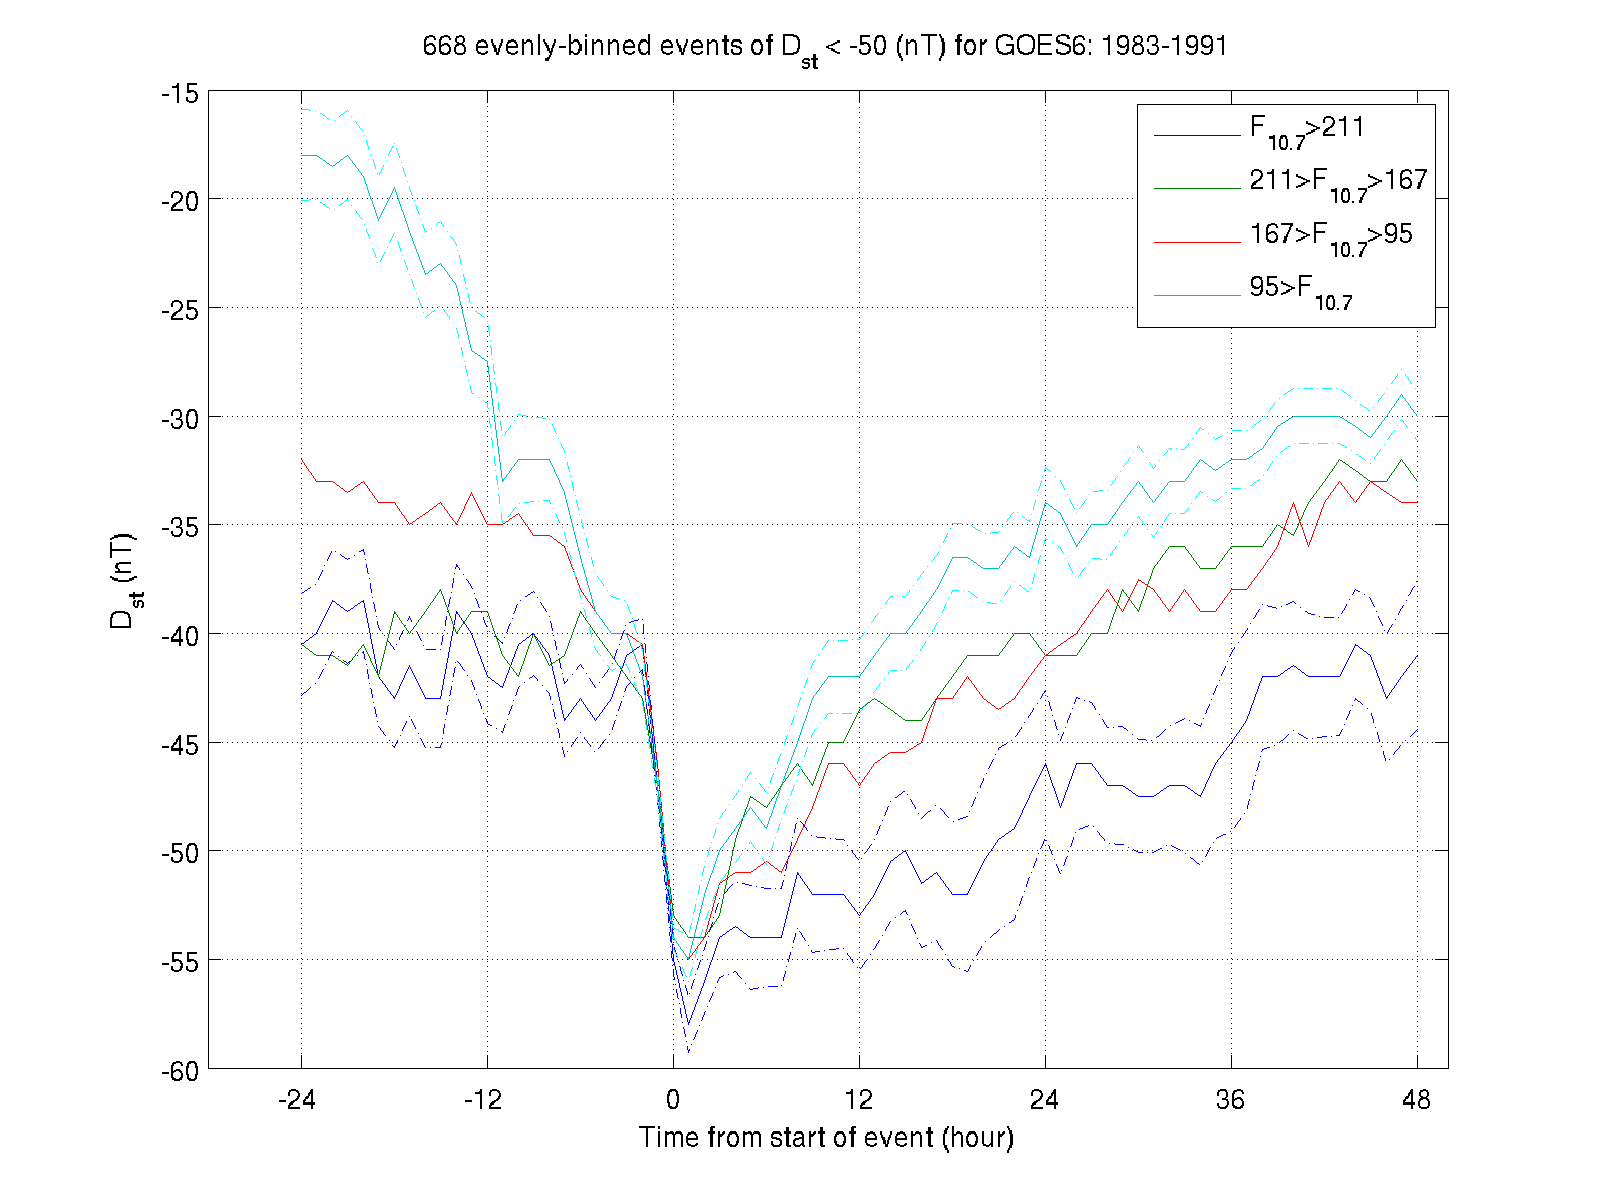 668 evenly-binned events of Dst < -50 (nT) for GOES6: 1983-1991
F10.7>211
211>F10.7>167
167>F10.7>95
95>F10.7
-15
-20
-25
-30
-35
-40
-45
-50
-55
-60
Dst (nT)
-24 -12 0 12 24 36 48
Time from start of event (hour)